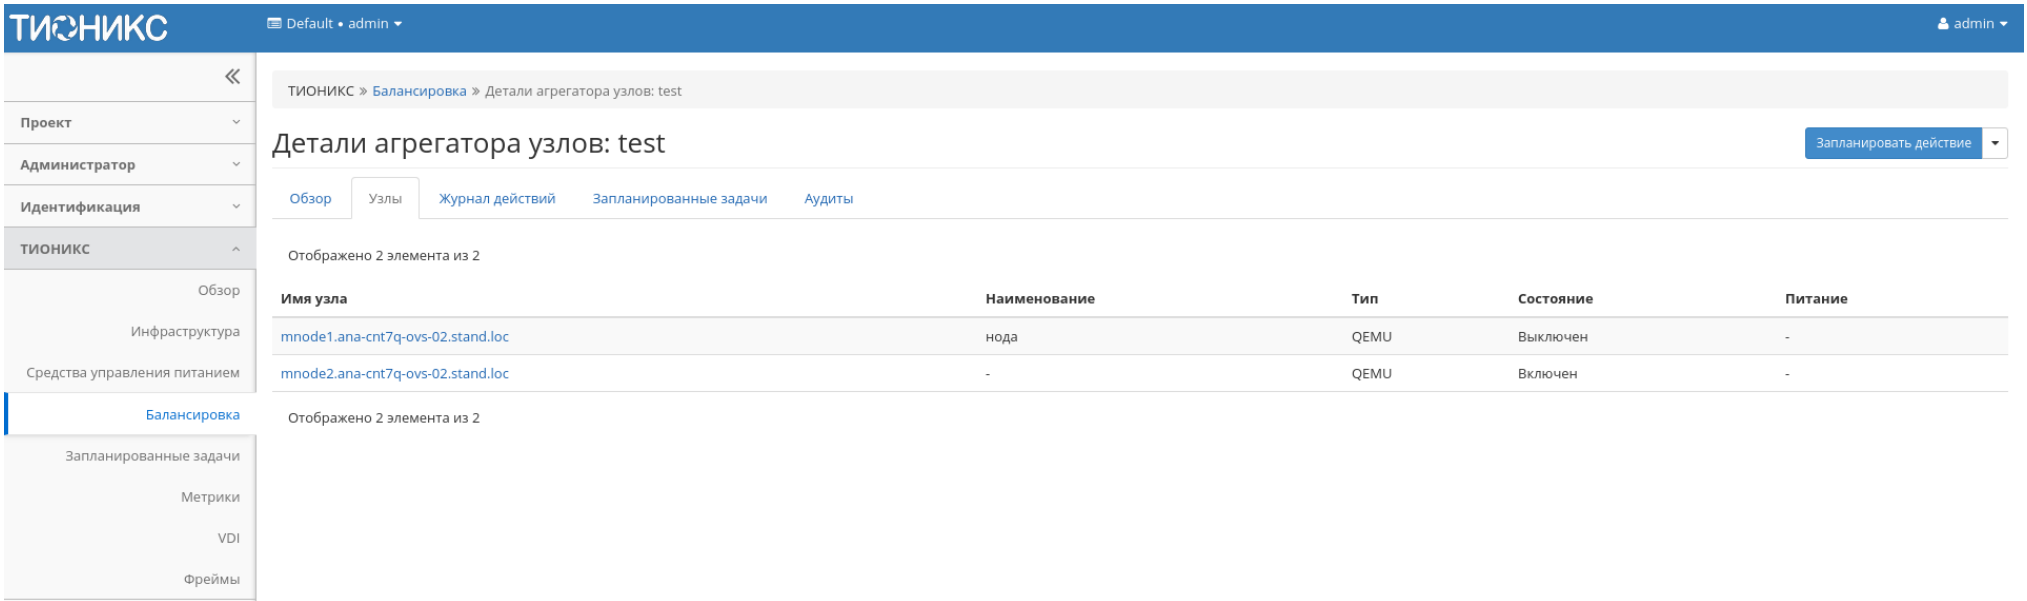 ТИОНИКС
Default • admin
admin
ТИОНИКС » Балансировка » Детали агрегатора узлов: test
Проект
Администратор
Идентификация
ТИОНИКС
Обзор
Инфраструктура
Средства управления питанием
Балансировка
Запланированные задачи
Метрики
VDI
Фреймы
Детали агрегатора узлов: test
Запланировать действие
Обзор Узлы Журнал действий Запланированные задачи Аудиты
Отображено 2 элемента из 2
Имя узла Наименование Тип Состояние Питание
mnode1.ana-cnt7q-ovs-02.stand.loc нода QEMU Выключен -
mnode2.ana-cnt7q-ovs-02.stand.loc - QEMU Включен -
Отображено 2 элемента из 2